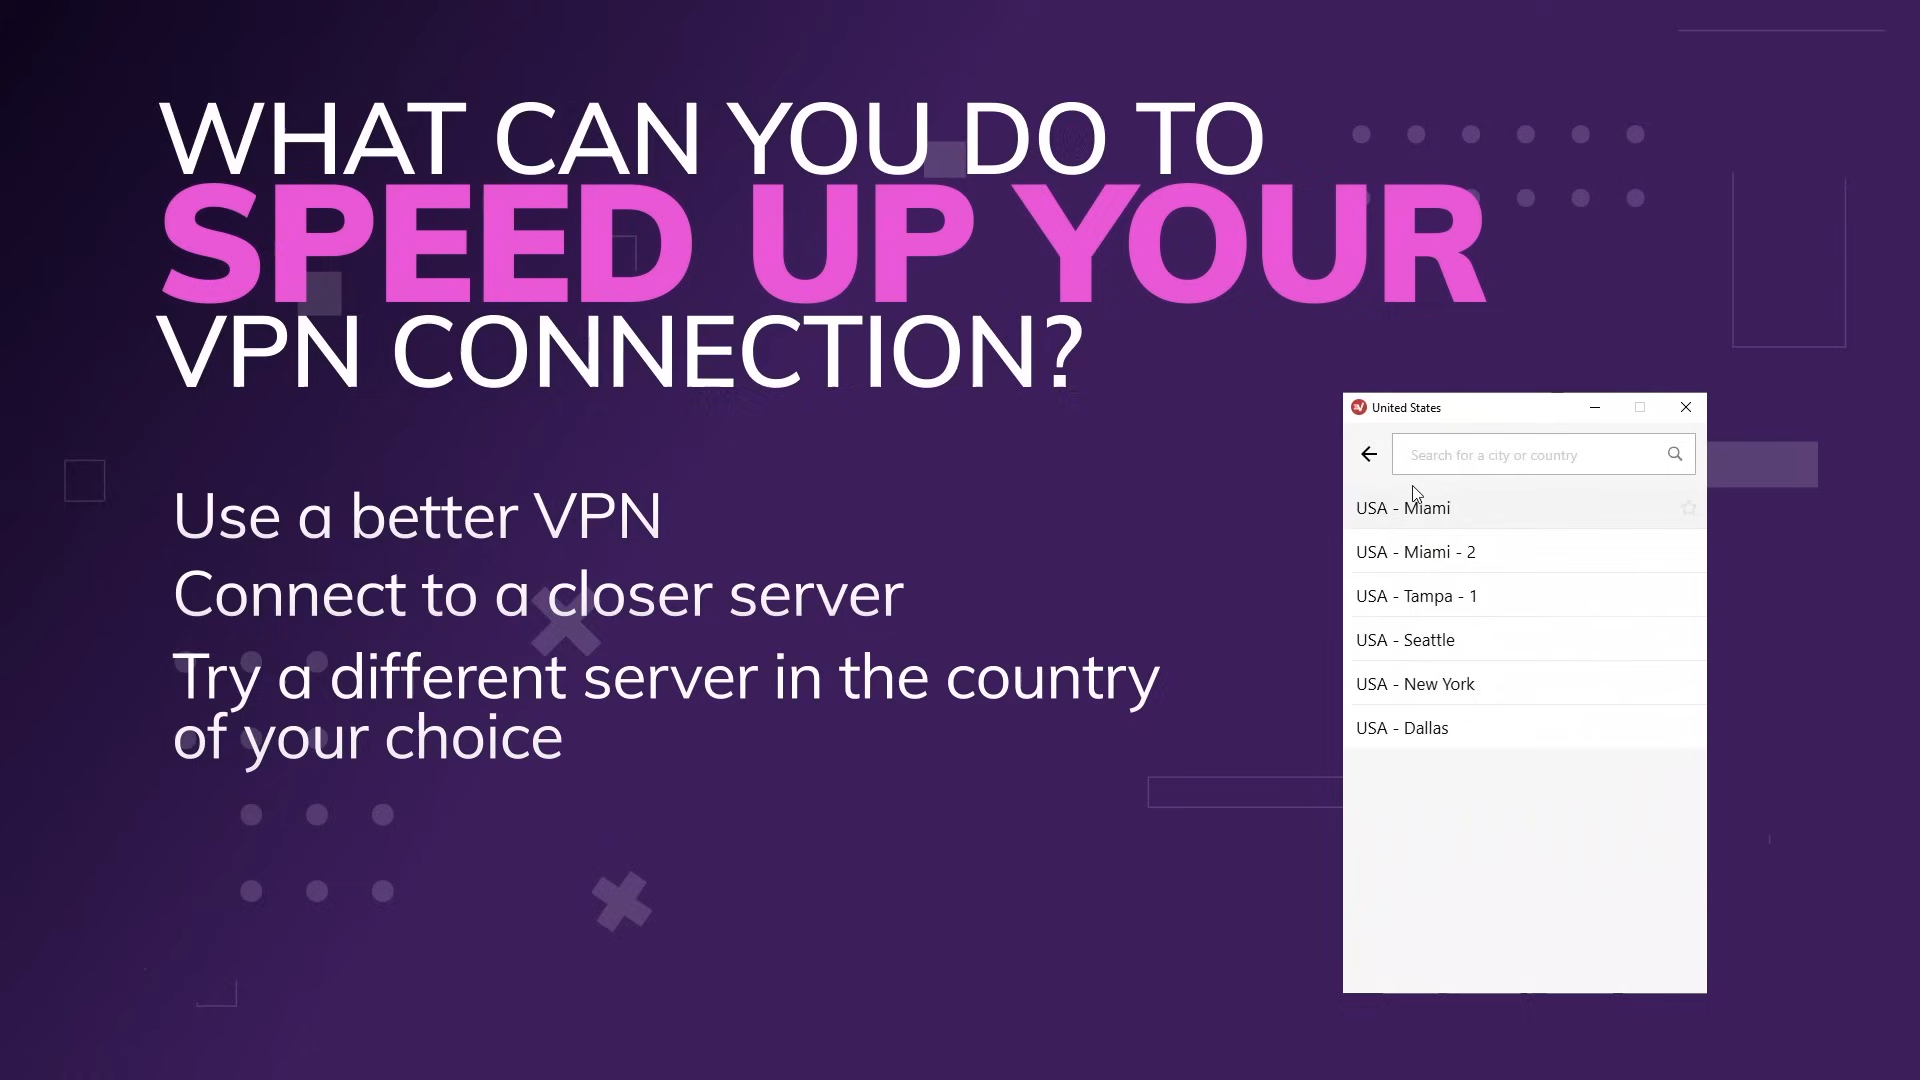 WHAT CAN YOU DO TO
SPEED UP YOUR
VPN CONNECTION?
Use a better VPN
Connect to a closer server
Try a different server in the country
of your choice
United States
Search for a city or country
USA - Miami
USA - Miami - 2
USA - Tampa - 1
USA - Seattle
USA - New York
USA - Dallas